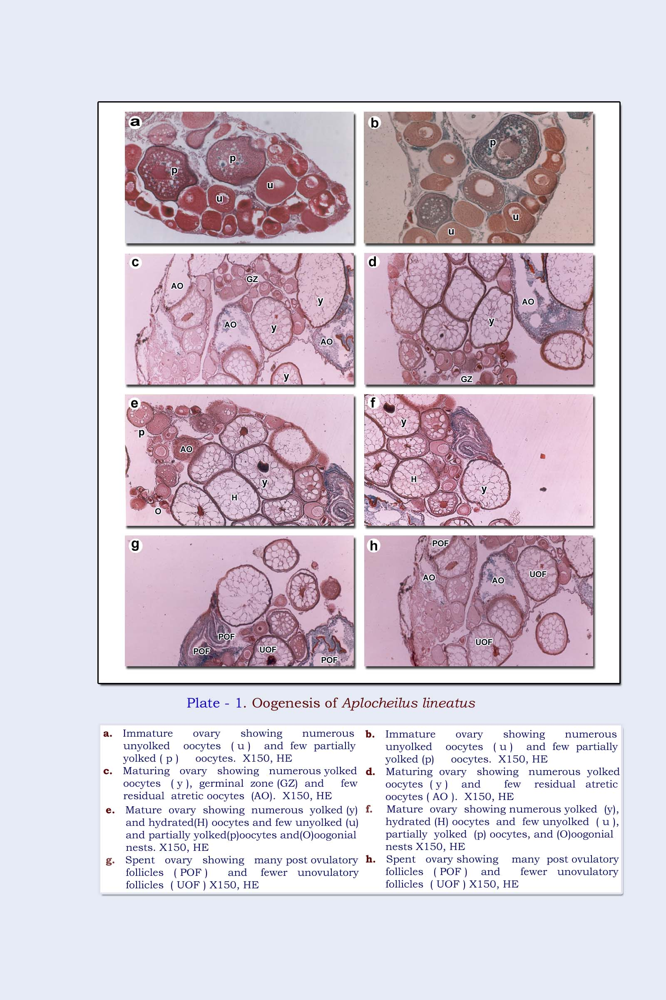 a
p
p
u
u
b
p
u
u
c
AO
GZ
y
AO
y
AO
y
d
AO
y
GZ
e
p
AO
y
H
O
f
y
H
y
g
POF
POF
UOF
POF
h
POF
AO
AO
UOF
UOF
Plate - 1. Oogenesis of Aplocheilus lineatus
a. Immature ovary showing numerous
unyolked oocytes ( u ) and few partially
yolked ( p ) oocytes. X150, HE
b. Immature ovary showing numerous
unyolked oocytes ( u ) and few partially
yolked (p) oocytes. X150, HE
c. Maturing ovary showing numerous yolked
oocytes ( y ), germinal zone (GZ) and few
residual atretic oocytes (AO). X150, HE
d. Maturing ovary showing numerous yolked
oocytes ( y ) and few residual atretic
oocytes ( AO ). X150, HE
e. Mature ovary showing numerous yolked (y)
and hydrated(H) oocytes and few unyolked (u)
and partially yolked(p)oocytes and(O)oogonial
nests. X150, HE
f. Mature ovary showing numerous yolked (y),
hydrated (H) oocytes and few unyolked ( u ),
partially yolked (p) oocytes, and (O)oogonial
nests X150, HE
g. Spent ovary showing many post ovulatory
follicles ( POF ) and fewer unovulatory
follicles ( UOF ) X150, HE
h. Spent ovary showing many post ovulatory
follicles ( POF ) and fewer unovulatory
follicles ( UOF ) X150, HE